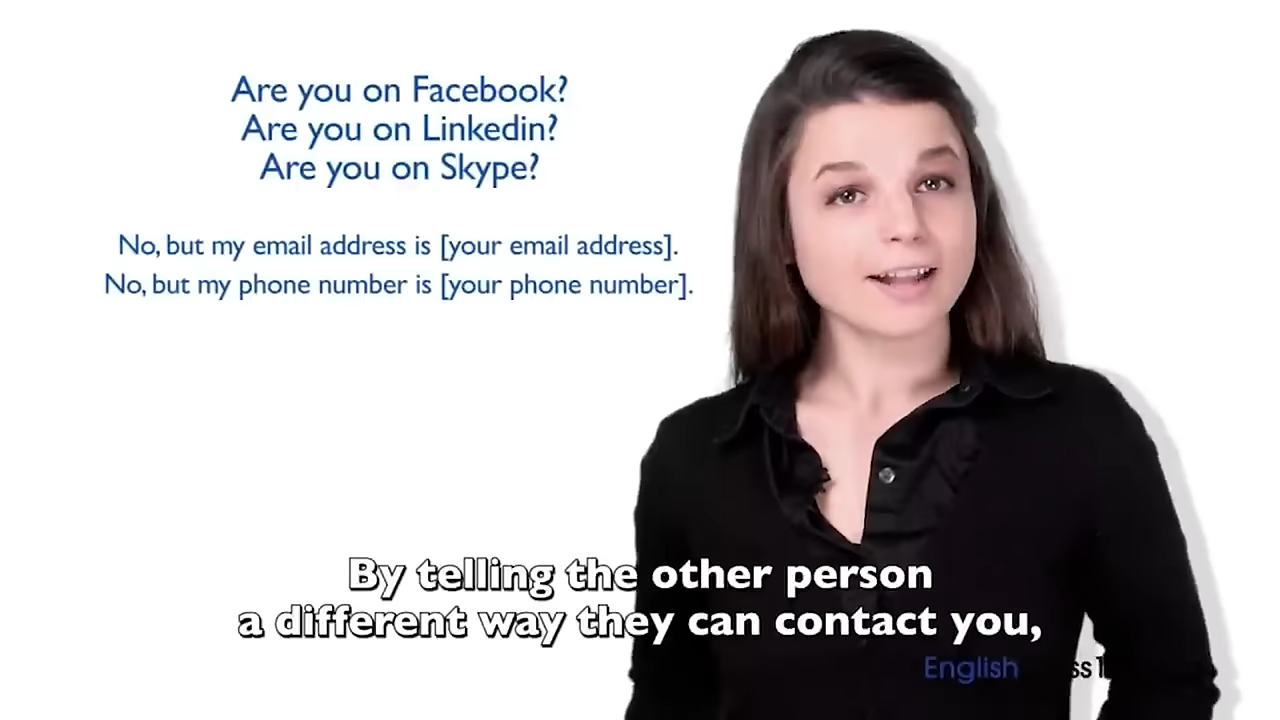 Are you on Facebook?
Are you on Linkedin?
Are you on Skype?
No, but my email address is [your email address].
No, but my phone number is [your phone number].
By telling the other person
a different way they can contact you,
English